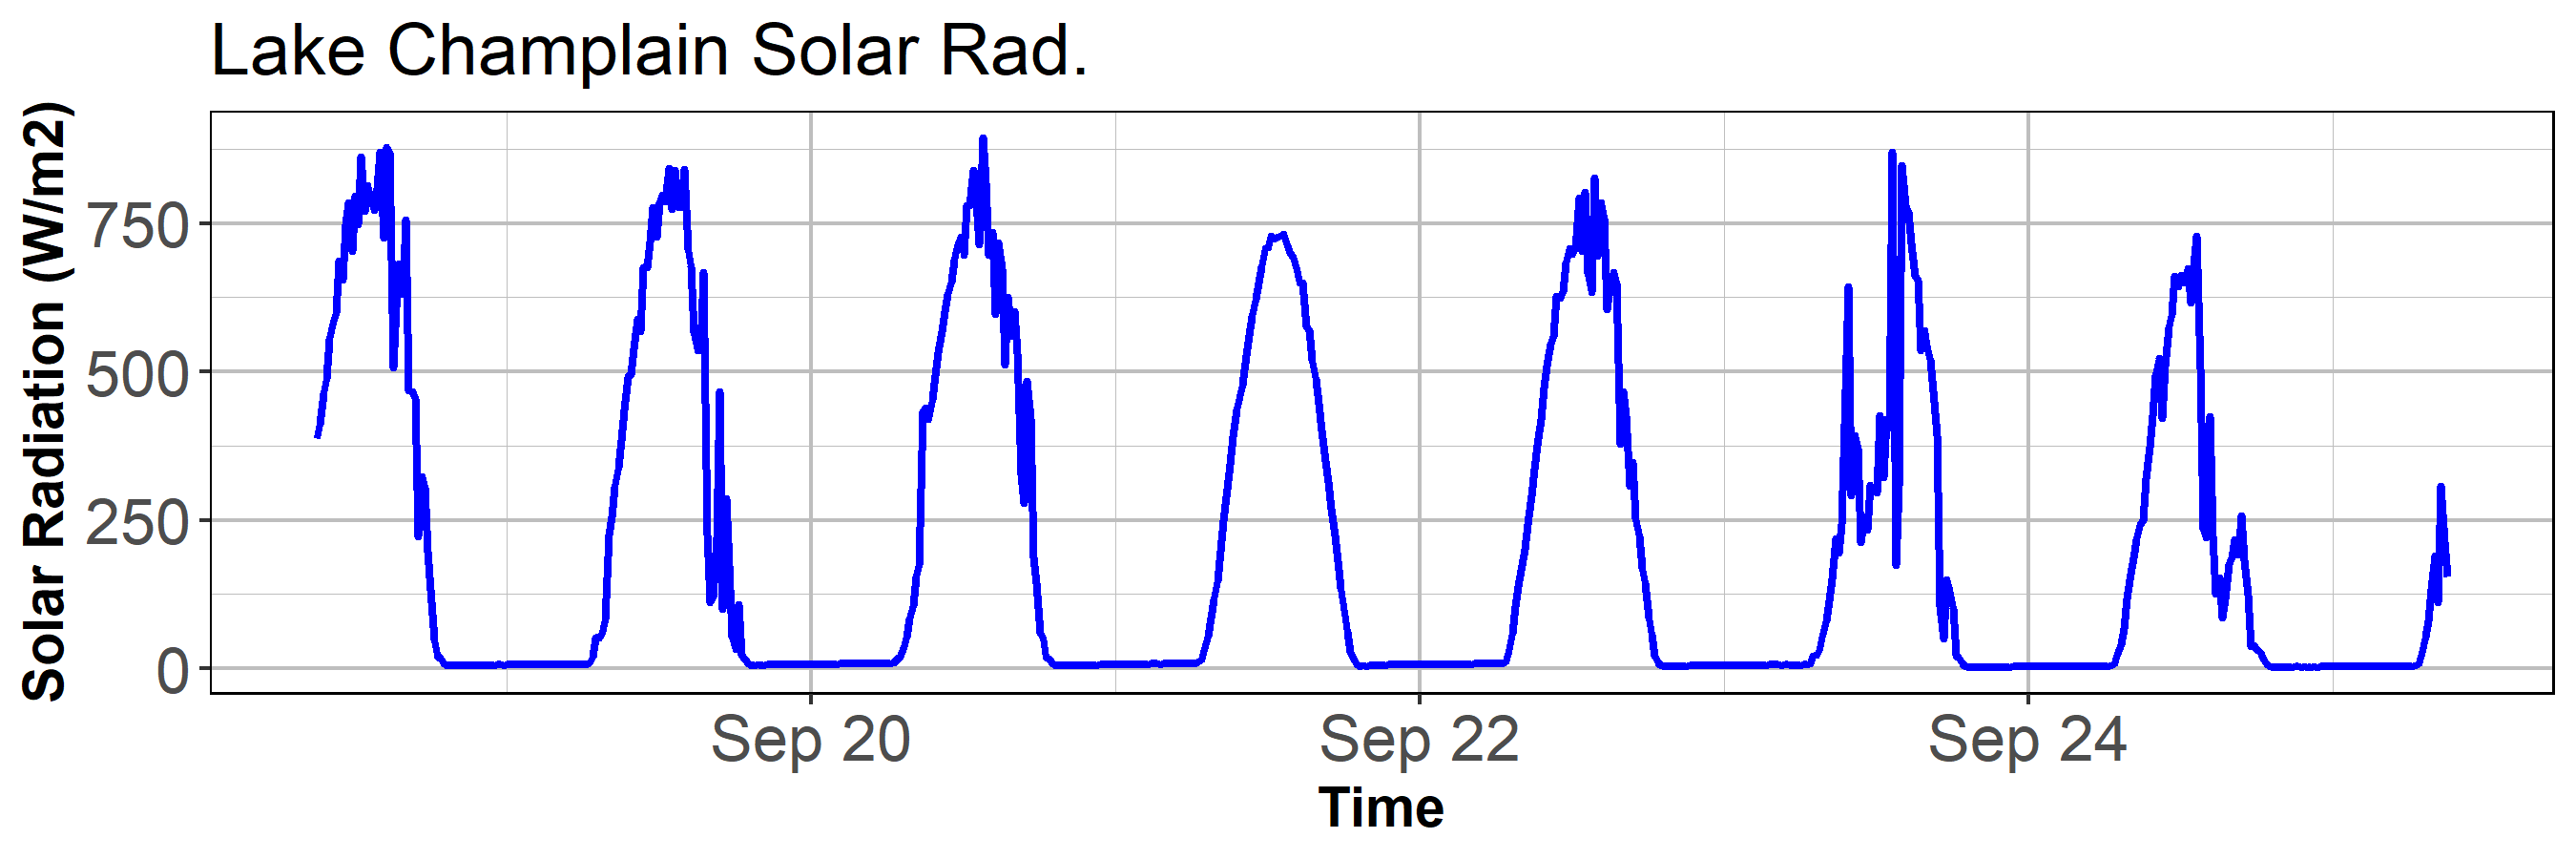 Lake Champlain Solar Rad.
Solar Radiation (W/m2)
750
500
250
0
Sep 20 Sep 22 Sep 24
Time